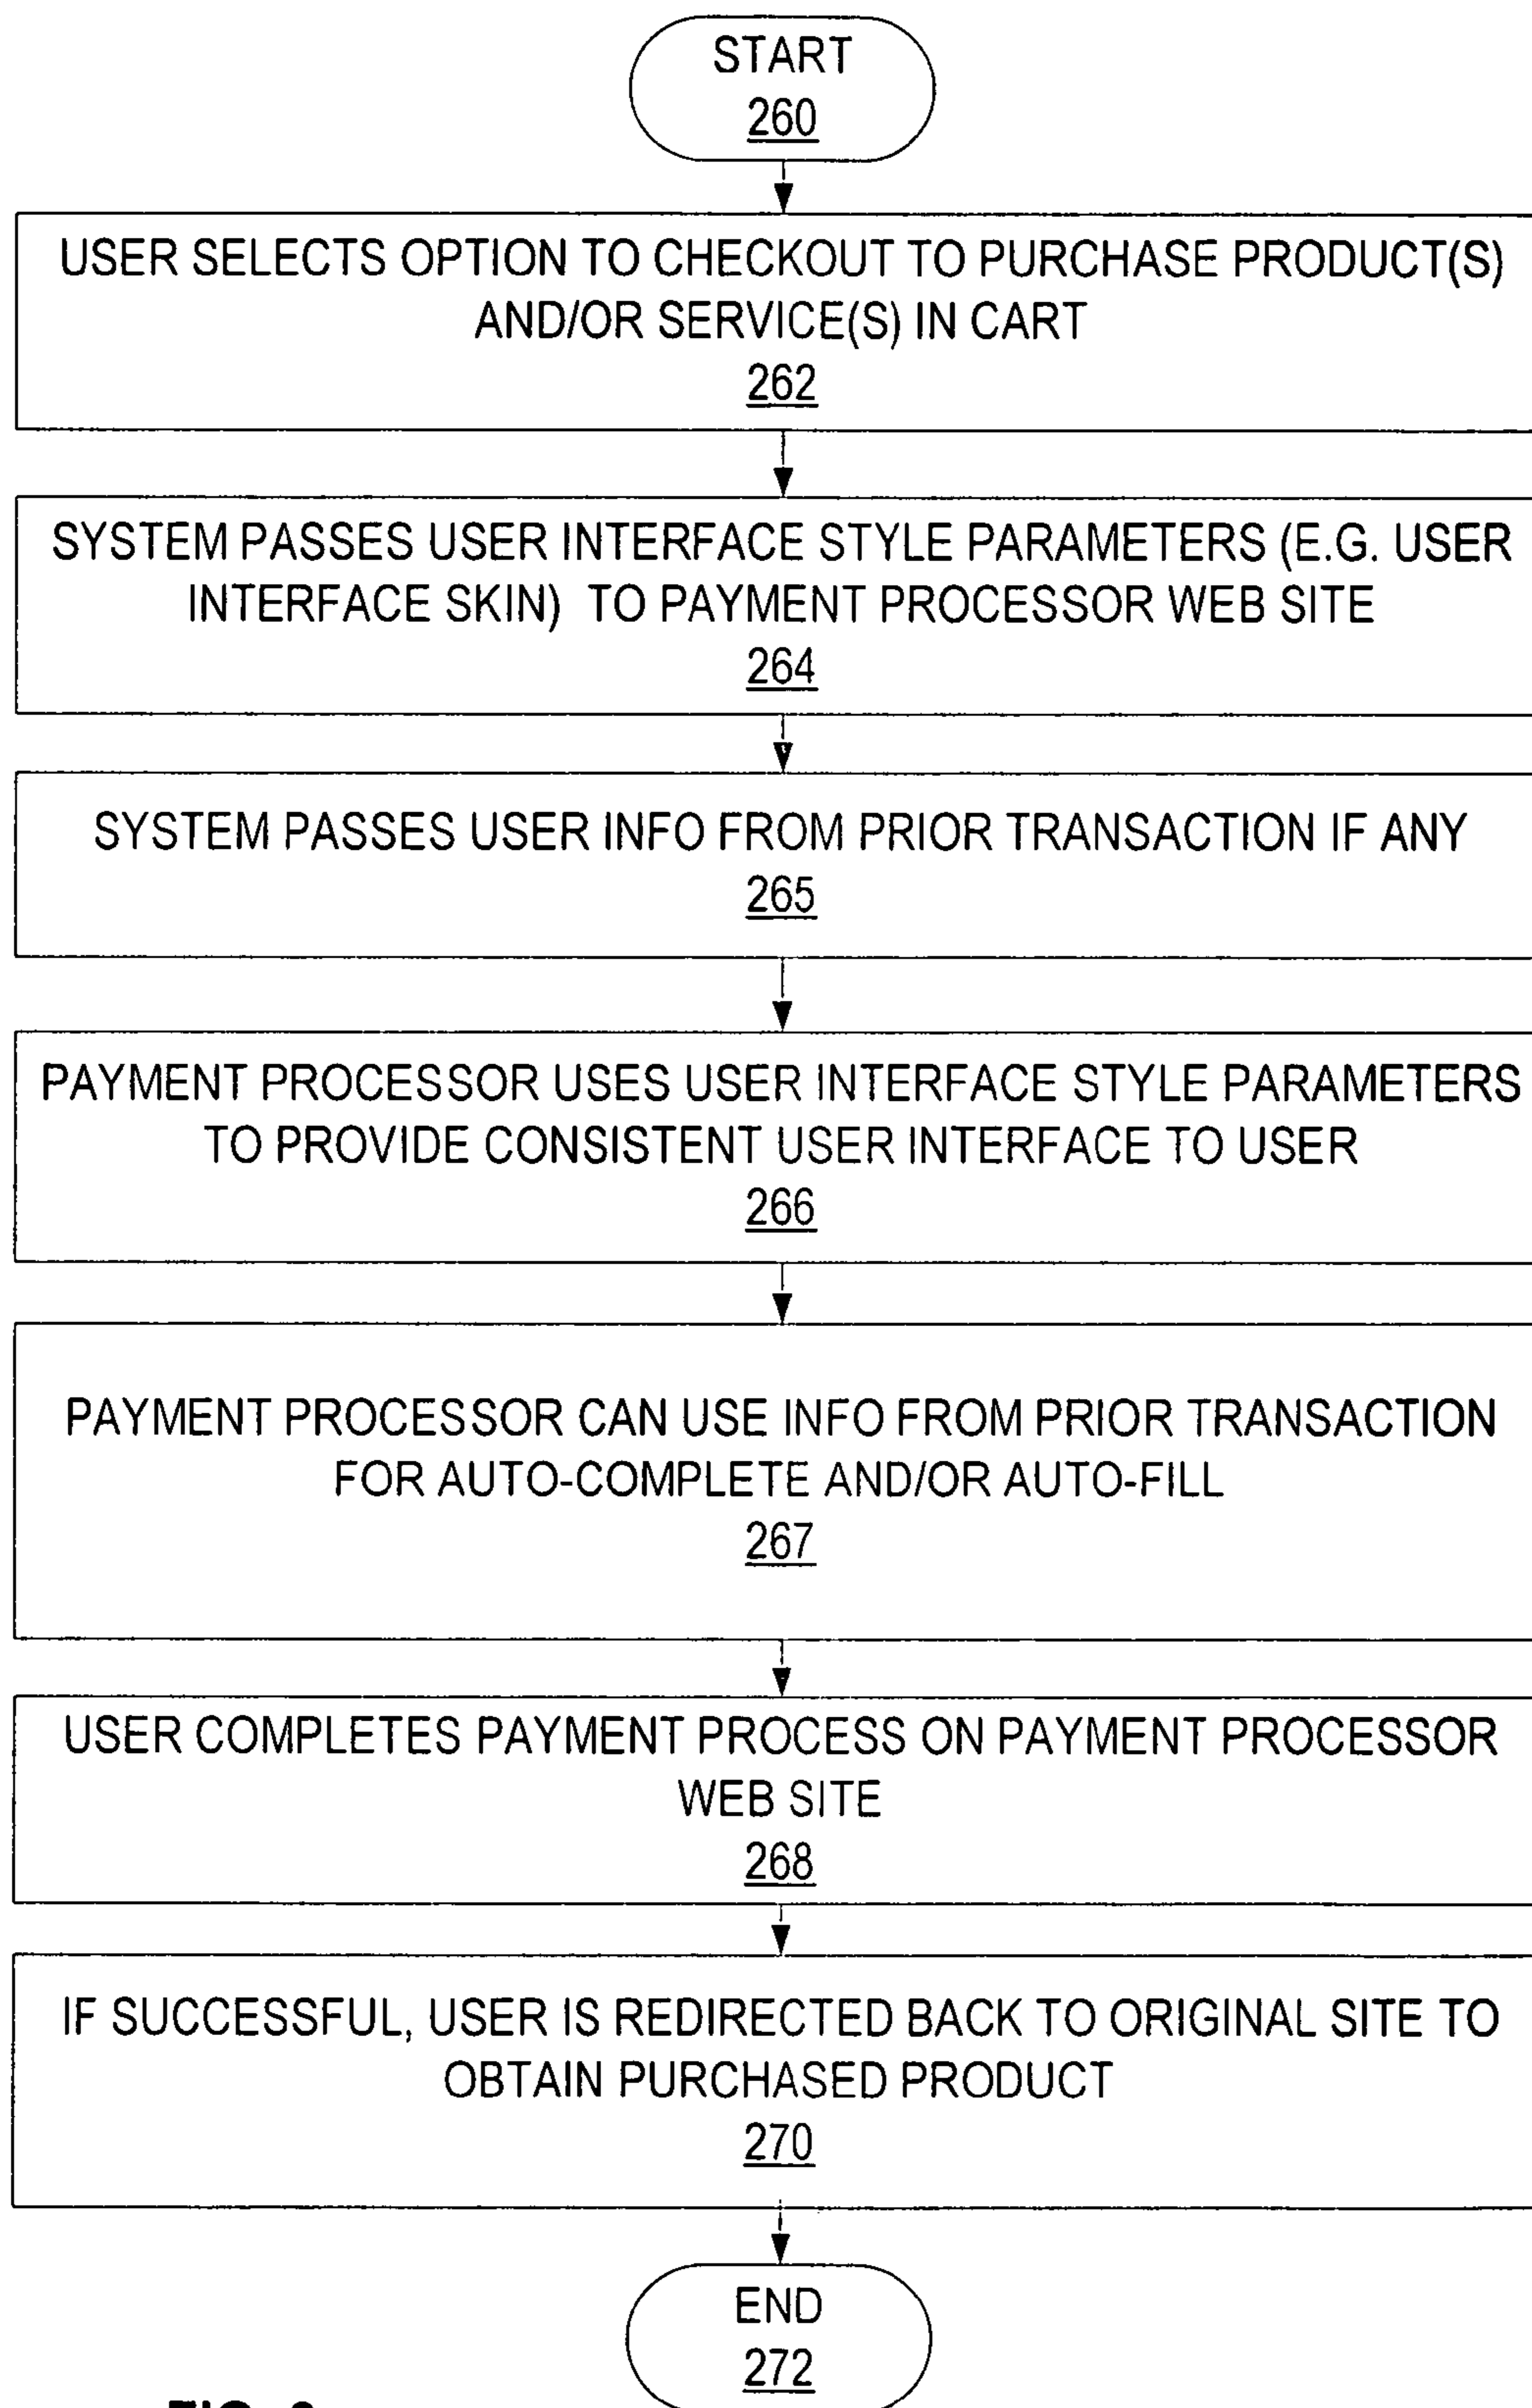 START
260
USER SELECTS OPTION TO CHECKOUT TO PURCHASE PRODUCT(S)
AND/OR SERVICE(S) IN CART
262
SYSTEM PASSES USER INTERFACE STYLE PARAMETERS (E.G. USER
INTERFACE SKIN) TO PAYMENT PROCESSOR WEB SITE
264
SYSTEM PASSES USER INFO FROM PRIOR TRANSACTION IF ANY
265
PAYMENT PROCESSOR USES USER INTERFACE STYLE PARAMETERS
TO PROVIDE CONSISTENT USER INTERFACE TO USER
266
PAYMENT PROCESSOR CAN USE INFO FROM PRIOR TRANSACTION
FOR AUTO-COMPLETE AND/OR AUTO-FILL
267
USER COMPLETES PAYMENT PROCESS ON PAYMENT PROCESSOR
WEB SITE
268
IF SUCCESSFUL, USER IS REDIRECTED BACK TO ORIGINAL SITE TO
OBTAIN PURCHASED PRODUCT
270
END
272